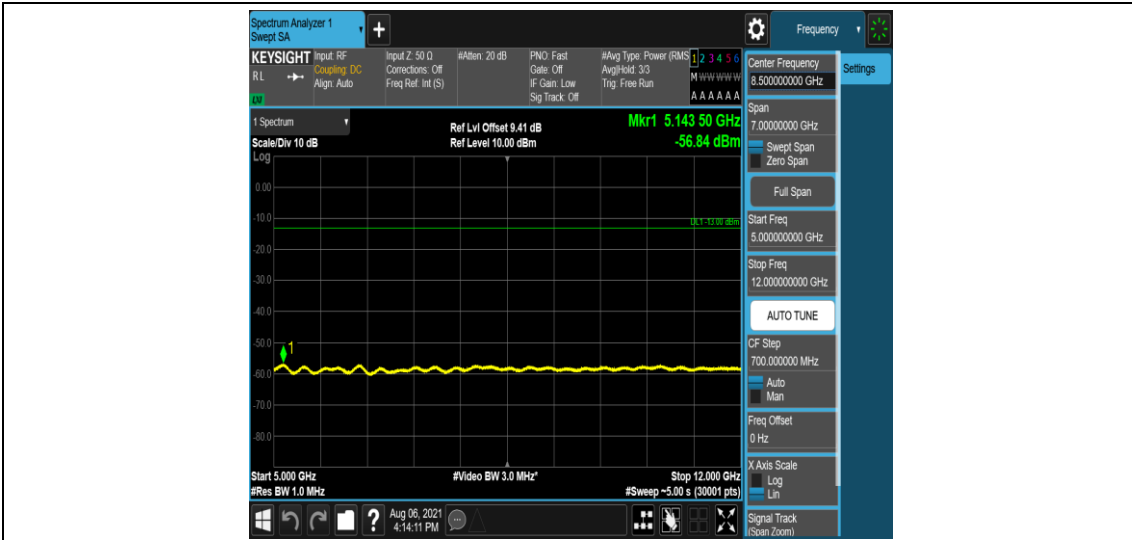 Spectrum Analyzer 1
Swept SA
+
Frequency
KEYSIGHT
RL
LXI
Input: RF
Coupling: DC
Align: Auto
Input Z: 50 Ω
Corrections: Off
Freq Ref: Int (S)
#Atten: 20 dB
PNO: Fast
Gate: Off
IF Gain: Low
Sig Track: Off
#Avg Type: Power (RMS
Avg|Hold: 3/3
Trig: Free Run
1 2 3 4 5 6
M W W W W W
A A A A A A
1 Spectrum
Scale/Div 10 dB
Log
Ref Lvl Offset 9.41 dB
Ref Level 10.00 dBm
Mkr1 5.143 50 GHz
-56.84 dBm
0.00
-10.0
DL1 -13.00 dBm
-20.0
-30.0
-40.0
-50.0
1
-60.0
-70.0
-80.0
Start 5.000 GHz
#Res BW 1.0 MHz
#Video BW 3.0 MHz*
Stop 12.000 GHz
#Sweep ~5.00 s (30001 pts)
?
Aug 06, 2021
4:14:11 PM
Center Frequency
8.500000000 GHz
Settings
Span
7.00000000 GHz
Swept Span
Zero Span
Full Span
Start Freq
5.000000000 GHz
Stop Freq
12.000000000 GHz
AUTO TUNE
CF Step
700.000000 MHz
Auto
Man
Freq Offset
0 Hz
X Axis Scale
Log
Lin
Signal Track
(Span Zoom)